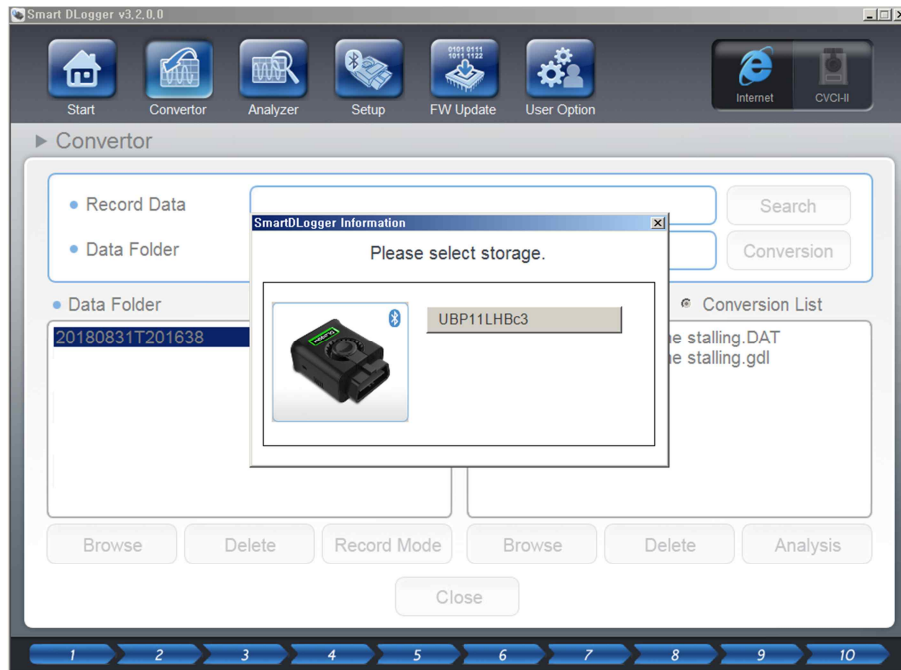 Smart DLogger v3,2,0,0
0101 0111
1011 1122
Start
Convertor
Analyzer
Setup
FW Update
User Option
Internet
CVCI-II
Convertor
Record Data
Search
Data Folder
Conversion
SmartDLogger Information
Please select storage.
UBP11LHBc3
Data Folder
Conversion List
20180831T201638
ne stalling.DAT
ne stalling.gdl
Browse
Delete
Record Mode
Browse
Delete
Analysis
Close
1 2 3 4 5 6 7 8 9 10